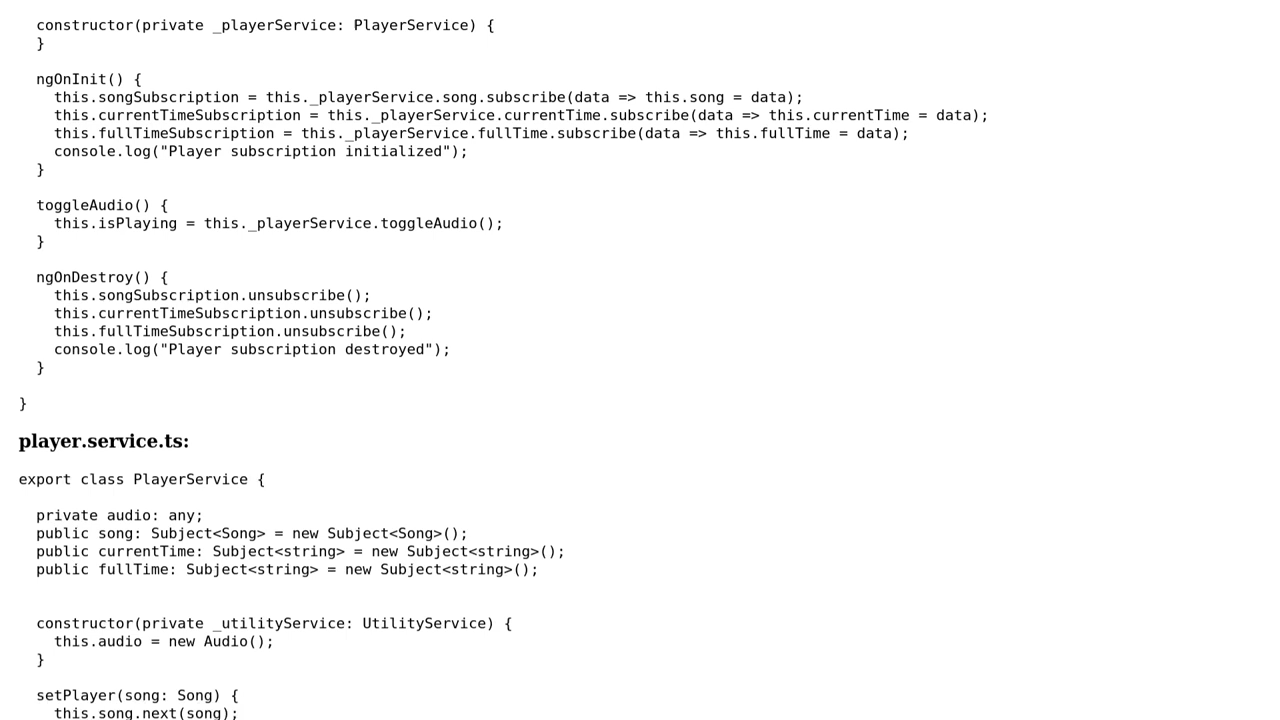 constructor(private _playerService: PlayerService) {
}
ngOnInit() {
this.songSubscription = this._playerService.song.subscribe(data => this.song = data);
this.currentTimeSubscription = this._playerService.currentTime.subscribe(data => this.currentTime = data);
this.fullTimeSubscription = this._playerService.fullTime.subscribe(data => this.fullTime = data);
console.log("Player subscription initialized");
}
toggleAudio() {
this.isPlaying = this._playerService.toggleAudio();
}
ngOnDestroy() {
this.songSubscription.unsubscribe();
this.currentTimeSubscription.unsubscribe();
this.fullTimeSubscription.unsubscribe();
console.log("Player subscription destroyed");
}
}
player.service.ts:
export class PlayerService {
private audio: any;
public song: Subject<Song> = new Subject<Song>();
public currentTime: Subject<string> = new Subject<string>();
public fullTime: Subject<string> = new Subject<string>();
constructor(private _utilityService: UtilityService) {
this.audio = new Audio();
}
setPlayer(song: Song) {
this.song.next(song);